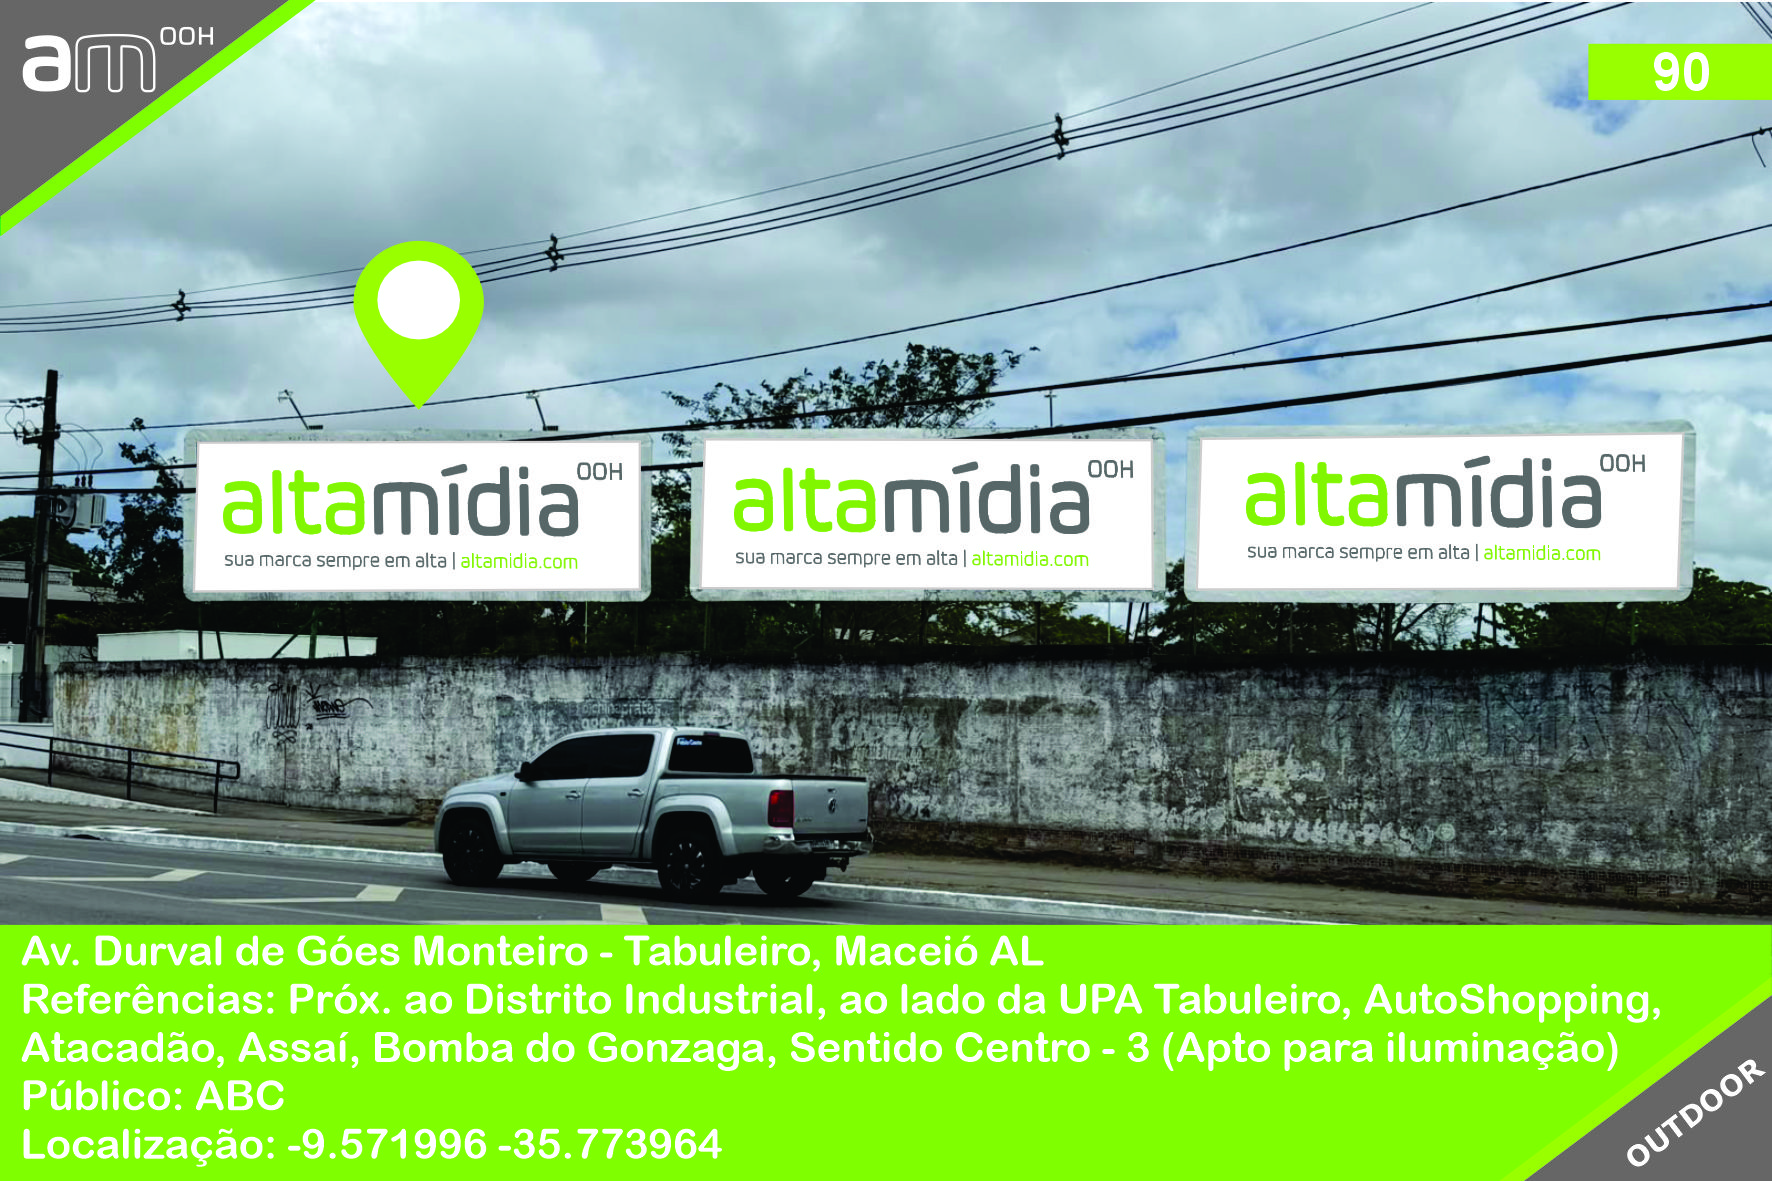 am OOH
90
altamídia OOH
sua marca sempre em alta | altamidia.com
altamídia OOH
sua marca sempre em alta | altamidia.com
altamídia OOH
sua marca sempre em alta | altamidia.com
Av. Durval de Góes Monteiro - Tabuleiro, Maceió AL
Referências: Próx. ao Distrito Industrial, ao lado da UPA Tabuleiro, AutoShopping,
Atacadão, Assaí, Bomba do Gonzaga, Sentido Centro - 3 (Apto para iluminação)
Público: ABC
Localização: -9.571996 -35.773964
OUTDOOR